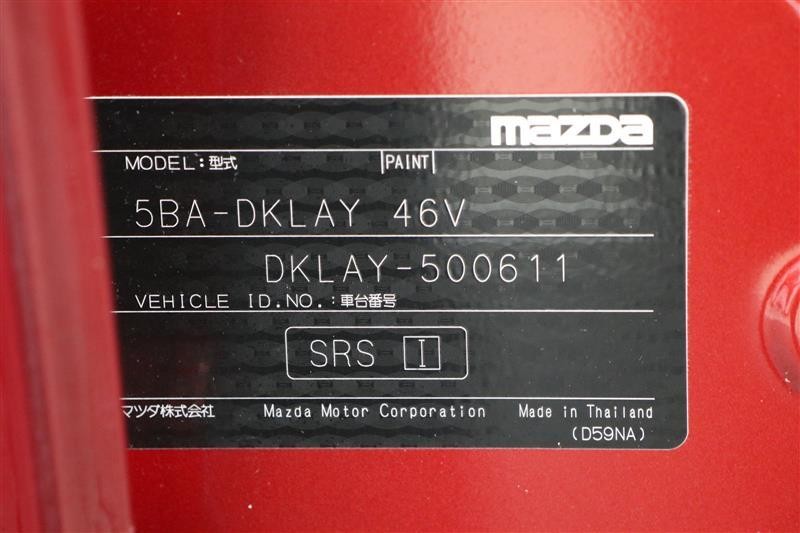 mazda
MODEL:型式 |PAINT|
5BA-DKLAY 46V
DKLAY-500611
VEHICLE ID.NO.:車台番号
SRS I
マツダ株式会社 Mazda Motor Corporation Made in Thailand
(D59NA)